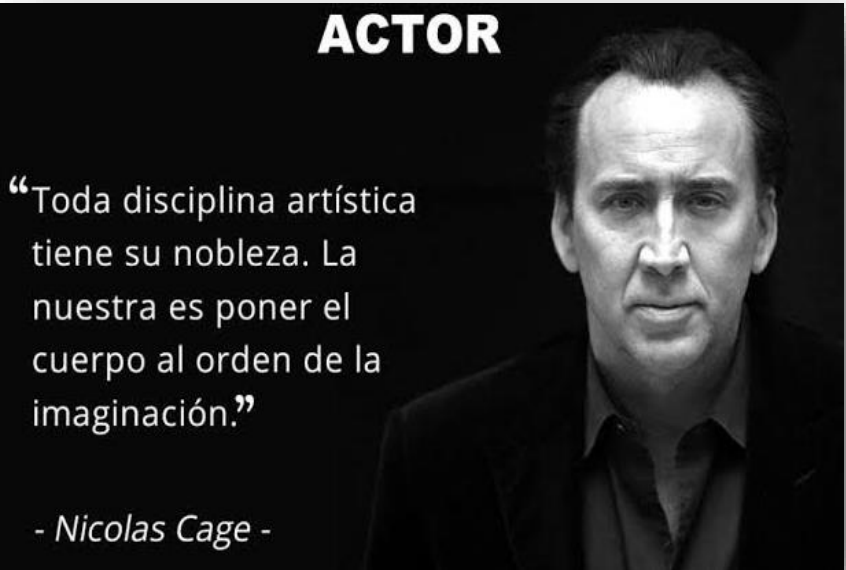 ACTOR
“Toda disciplina artística
tiene su nobleza. La
nuestra es poner el
cuerpo al orden de la
imaginación.”
- Nicolas Cage -